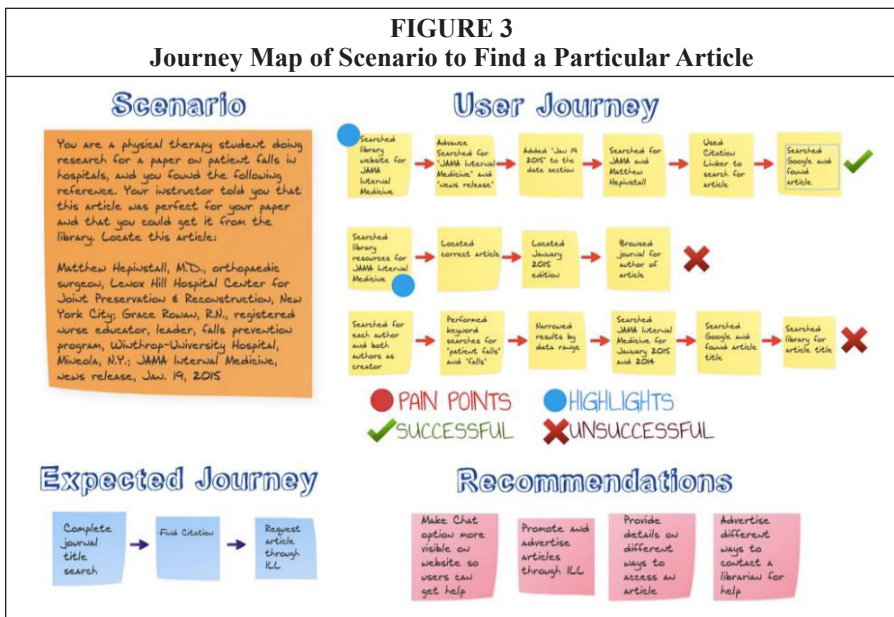 FIGURE 3
Journey Map of Scenario to Find a Particular Article
Scenario
You are a physical therapy student doing
research for a paper on patient falls in
hospitals, and you found the following
reference. Your instructor told you that
this article was perfect for your paper
and that you could get it from the
library. Locate this article:
Matthew Hepinstall, M.D., orthopaedic
surgeon, Lenox Hill Hospital Center for
Joint Preservation & Reconstruction, New
York City; Grace Rowan, R.N., registered
nurse educator, leader, falls prevention
program, Winthrop-University Hospital,
Mineola, N.Y.; JAMA Internal Medicine,
news release, Jan. 19, 2015
User Journey
Searched
library
website for
JAMA
Internal
Medicine
Advance
Searched for
"JAMA Internal
Medicine" and
"news release"
Added "Jan 19
2015" to the
date section
Searched for
JAMA and
Matthew
Hepinstall
Used
Citation
Linker to
search for
article
Searched
Google and
found
article
Searched
library
resources for
JAMA Internal
Medicine
Located
correct article
Located
January
2015
edition
Browsed
journal for
author of
article
Searched for
each author
and both
authors as
creator
Performed
keyword
searches for
"patient falls"
and "falls"
Narrowed
results by
data range
Searched
JAMA Internal
Medicine for
January 2015
and 2014
Searched
Google and
found article
title
Searched
library for
article title
PAIN POINTS
HIGHLIGHTS
SUCCESSFUL
UNSUCCESSFUL
Expected Journey
Complete
journal
title
search
Find Citation
Request
article
through
ILL
Recommendations
Make Chat
option more
visible on
website so
users can
get help
Promote and
advertise
articles
through ILL
Provide
details on
different
ways to
access an
article
Advertise
different
ways to
contact a
librarian for
help